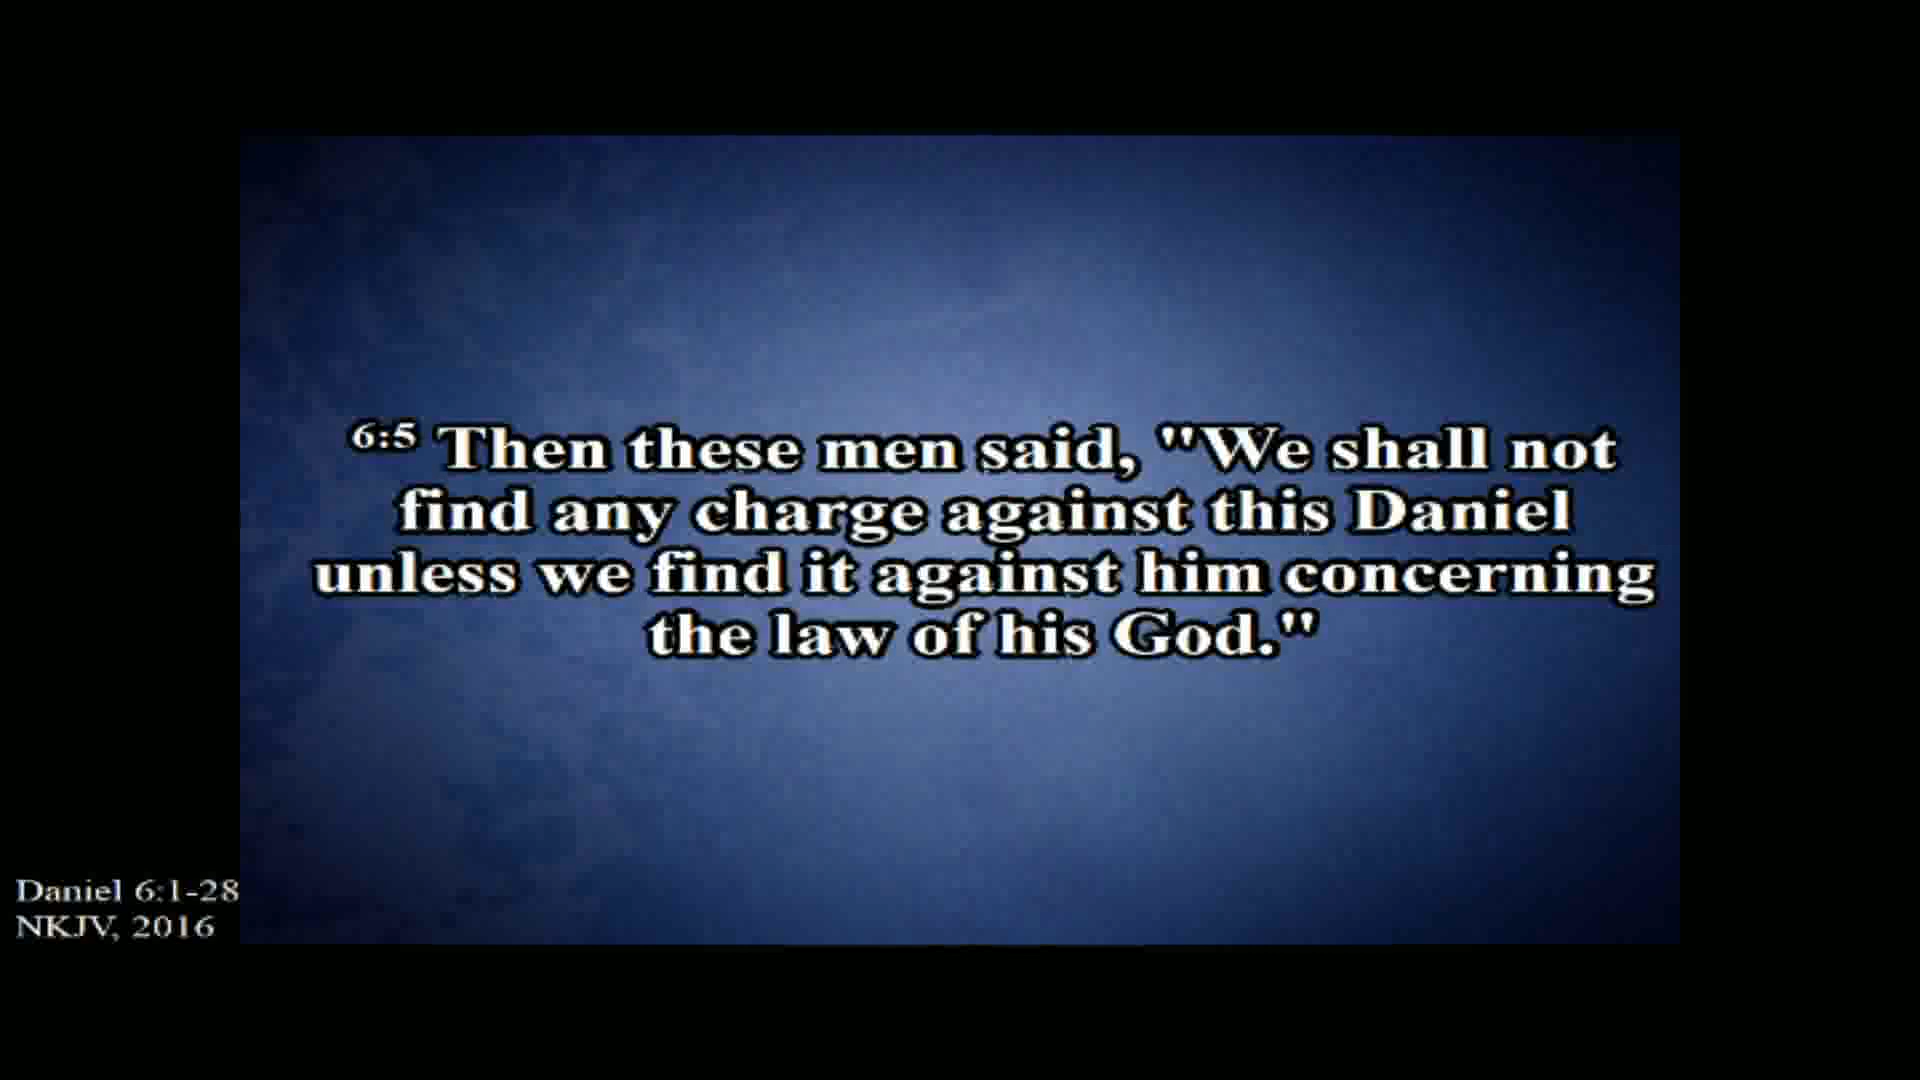 6:5 Then these men said, "We shall not
find any charge against this Daniel
unless we find it against him concerning
the law of his God."
Daniel 6:1-28
NKJV, 2016